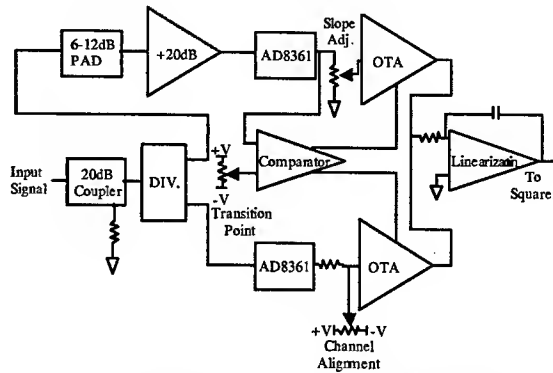 6-12dB
PAD
+20dB
AD8361
Slope
Adj.
OTA
Input
Signal
20dB
Coupler
DIV.
+V
-V
Transition
Point
Comparator
Linearizatin
To
Square
AD8361
OTA
+V
-V
Channel
Alignment